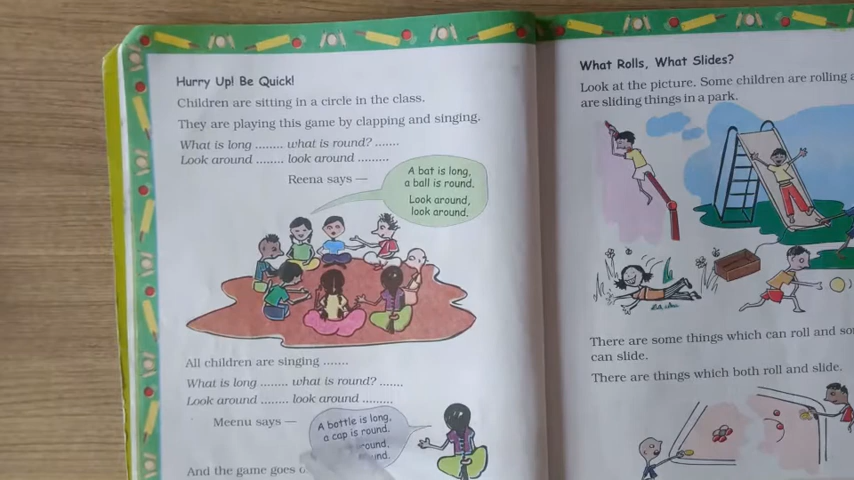 Hurry Up! Be Quick!
Children are sitting in a circle in the class.
They are playing this game by clapping and singing.
What is long ........ what is round? .......
Look around ........ look around .........
Reena says —
A bat is long,
a ball is round.
Look around,
look around.
All children are singing .......
What is long ........ what is round? .......
Look around ........ look around .........
Meenu says —
A bottle is long,
a cap is round.
And the game goes
What Rolls, What Slides?
Look at the picture. Some children are rolling
are sliding things in a park.
There are some things which can roll and
can slide.
There are things which both roll and slide.